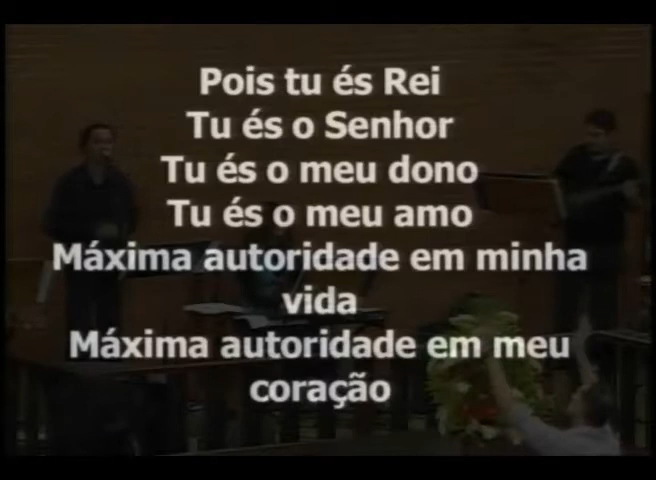 Pois tu és Rei
Tu és o Senhor
Tu és o meu dono
Tu és o meu amo
Máxima autoridade em minha
vida
Máxima autoridade em meu
coração